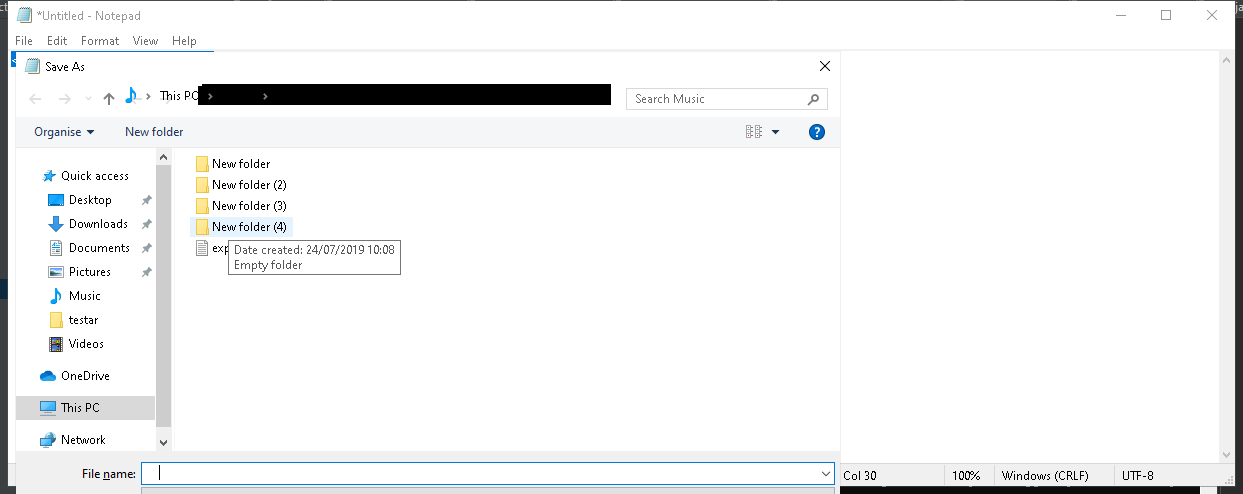 *Untitled - Notepad
File Edit Format View Help
Save As
This PC
Search Music
Organise New folder
Quick access
Desktop
Downloads
Documents
Pictures
Music
testar
Videos
OneDrive
This PC
Network
New folder
New folder (2)
New folder (3)
New folder (4)
exp
Date created: 24/07/2019 10:08
Empty folder
File name:
Col 30 100% Windows (CRLF) UTF-8